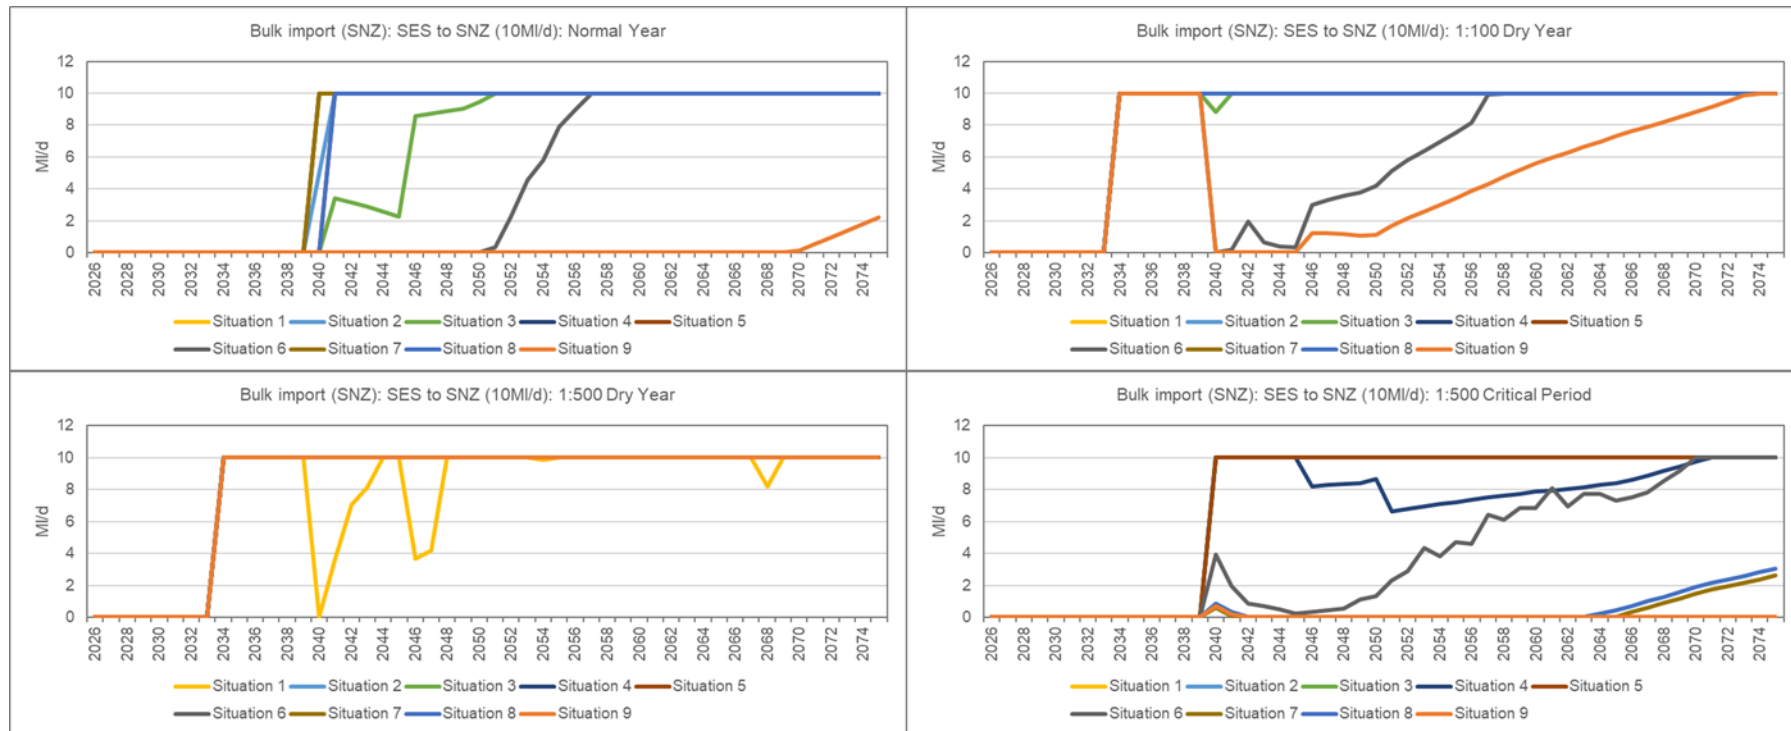 Bulk import (SNZ): SES to SNZ (10Ml/d): Normal Year
12
10
8
6
4
2
0
Ml/d
2026 2028 2030 2032 2034 2036 2038 2040 2042 2044 2046 2048 2050 2052 2054 2056 2058 2060 2062 2064 2066 2068 2070 2072 2074
Situation 1 Situation 2 Situation 3 Situation 4 Situation 5
Situation 6 Situation 7 Situation 8 Situation 9
Bulk import (SNZ): SES to SNZ (10Ml/d): 1:100 Dry Year
12
10
8
6
4
2
0
Ml/d
2026 2028 2030 2032 2034 2036 2038 2040 2042 2044 2046 2048 2050 2052 2054 2056 2058 2060 2062 2064 2066 2068 2070 2072 2074
Situation 1 Situation 2 Situation 3 Situation 4 Situation 5
Situation 6 Situation 7 Situation 8 Situation 9
Bulk import (SNZ): SES to SNZ (10Ml/d): 1:500 Dry Year
12
10
8
6
4
2
0
Ml/d
2026 2028 2030 2032 2034 2036 2038 2040 2042 2044 2046 2048 2050 2052 2054 2056 2058 2060 2062 2064 2066 2068 2070 2072 2074
Situation 1 Situation 2 Situation 3 Situation 4 Situation 5
Situation 6 Situation 7 Situation 8 Situation 9
Bulk import (SNZ): SES to SNZ (10Ml/d): 1:500 Critical Period
12
10
8
6
4
2
0
Ml/d
2026 2028 2030 2032 2034 2036 2038 2040 2042 2044 2046 2048 2050 2052 2054 2056 2058 2060 2062 2064 2066 2068 2070 2072 2074
Situation 1 Situation 2 Situation 3 Situation 4 Situation 5
Situation 6 Situation 7 Situation 8 Situation 9